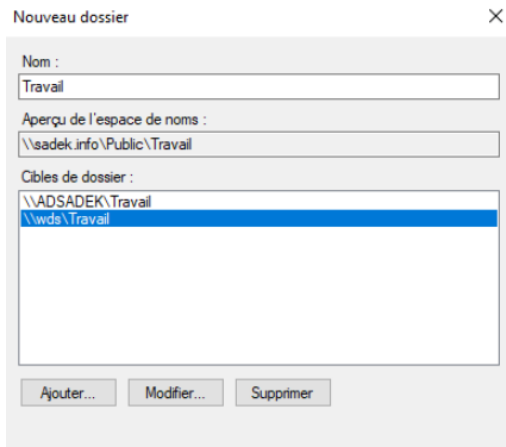 Nouveau dossier
Nom :
Travail
Aperçu de l'espace de noms :
\\sadek.info\Public\Travail
Cibles de dossier :
\\ADSADEK\Travail
\\wds\Travail
Ajouter... Modifier... Supprimer